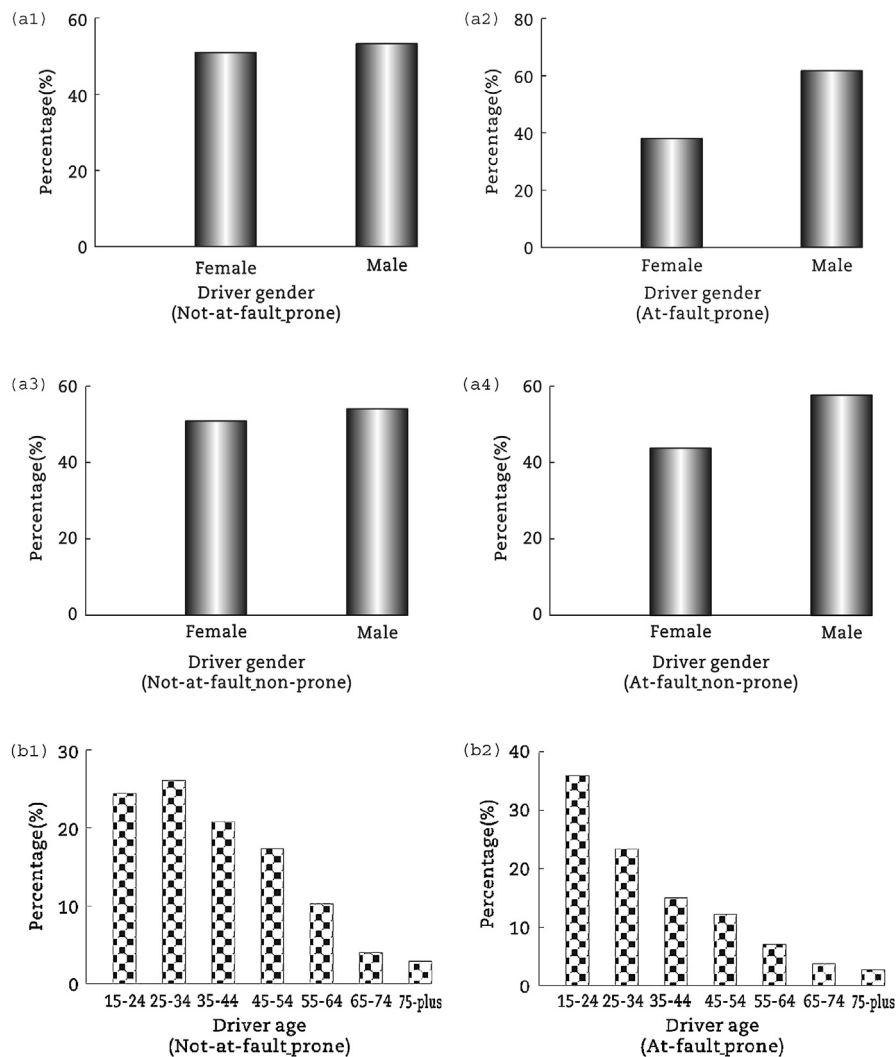 (a1)
60
40
20
0
Percentage(%)
Female
Male
Driver gender
(Not-at-fault_prone)
(a2)
80
60
40
20
0
Percentage(%)
Female
Male
Driver gender
(At-fault_prone)
(a3)
60
40
20
0
Percentage(%)
Female
Male
Driver gender
(Not-at-fault_non-prone)
(a4)
60
40
20
0
Percentage(%)
Female
Male
Driver gender
(At-fault_non-prone)
(b1)
30
20
10
0
Percentage(%)
15-24 25-34 35-44 45-54 55-64 65-74 75-plus
Driver age
(Not-at-fault_prone)
(b2)
40
30
20
10
0
Percentage(%)
15-24 25-34 35-44 45-54 55-64 65-74 75-plus
Driver age
(At-fault_prone)